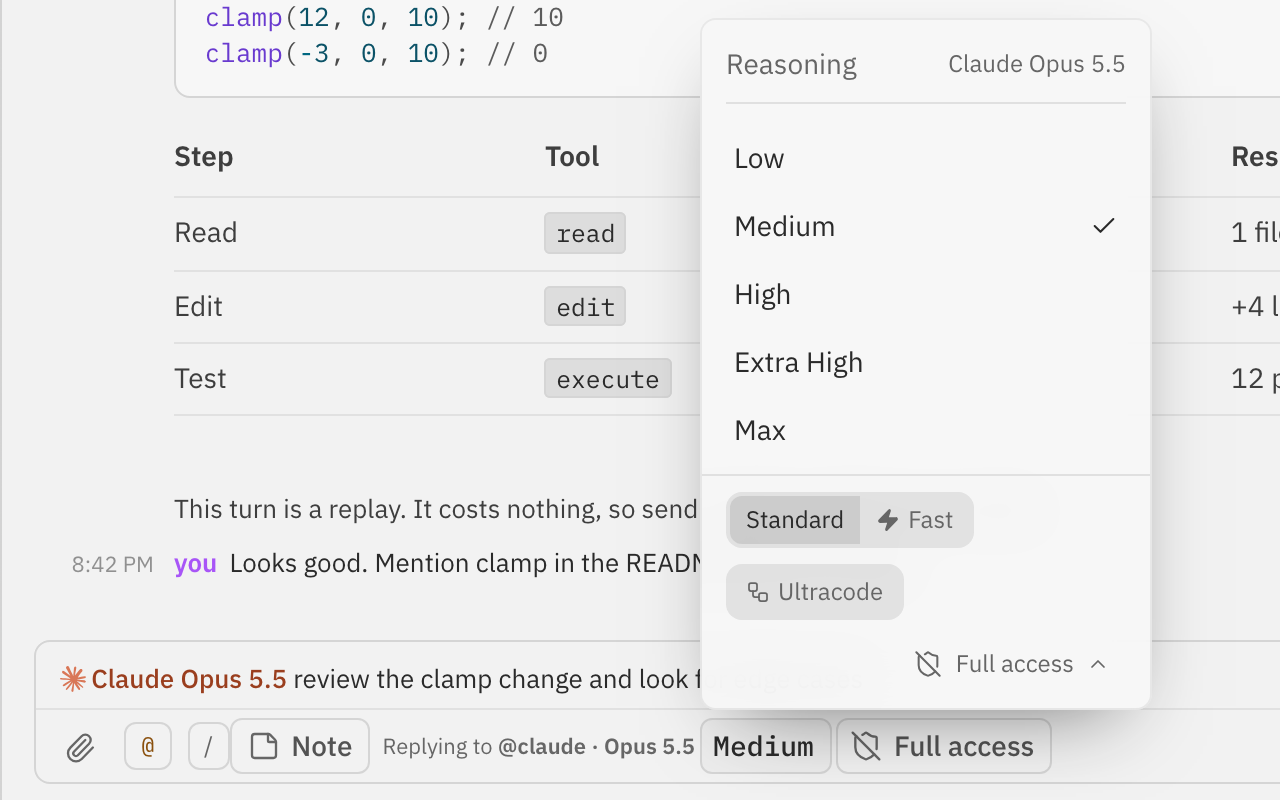 clamp(12, 0, 10); // 10
clamp(-3, 0, 10); // 0
Step Tool
Read read 1
Edit edit +4
Test execute 12
This turn is a replay. It costs nothing, so send
8:42 PM you Looks good. Mention clamp in the
Claude Opus 5.5 review the clamp change and look
@ / Note Replying to @claude · Opus 5.5 Medium Full access
Reasoning Claude Opus 5.5
Low
Medium
High
Extra High
Max
Standard Fast
Ultracode
Full access